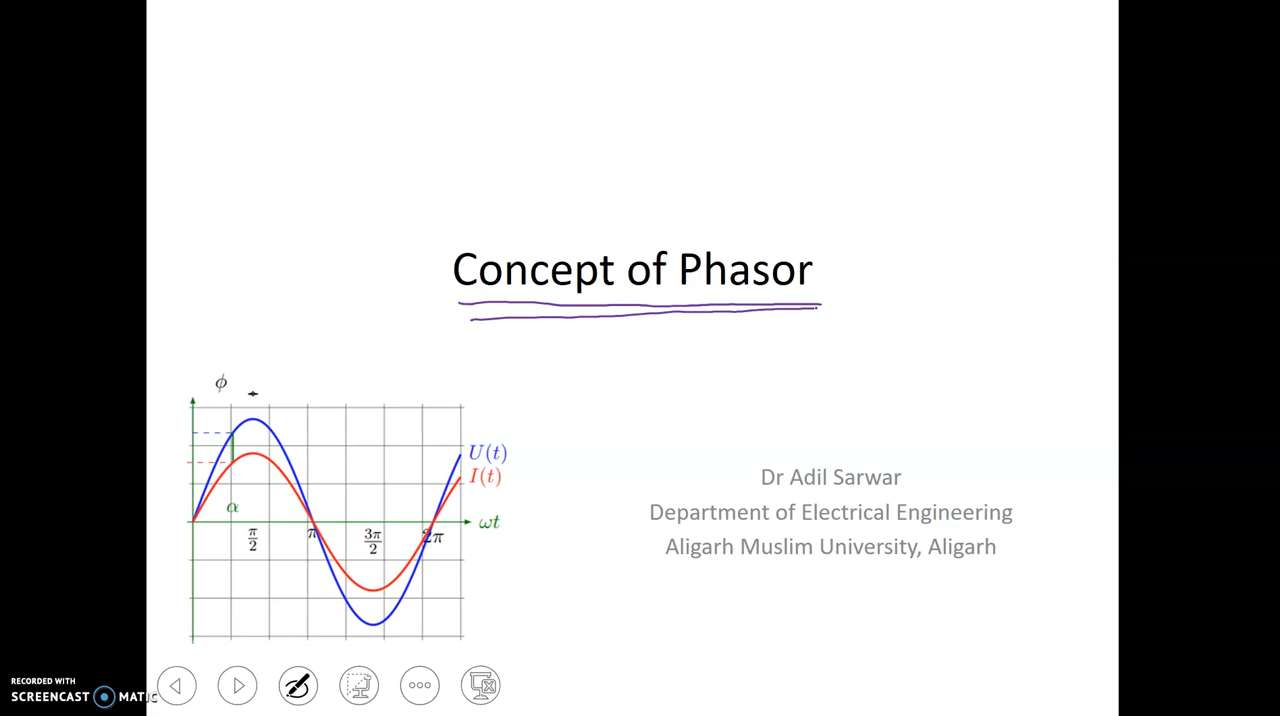 Concept of Phasor
ϕ
U(t)
I(t)
α
ωt
π/2
π
3π/2
2π
Dr Adil Sarwar
Department of Electrical Engineering
Aligarh Muslim University, Aligarh
RECORDED WITH
SCREENCAST MATIC